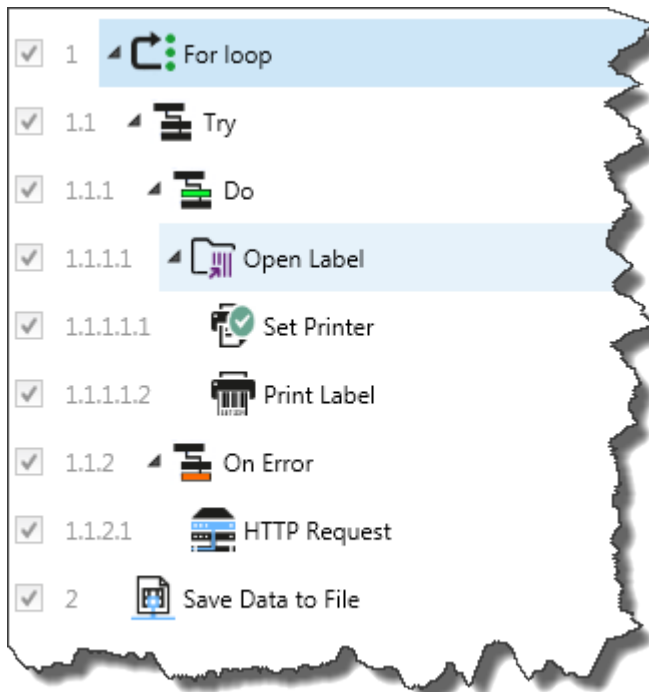 1 For loop
1.1 Try
1.1.1 Do
1.1.1.1 Open Label
1.1.1.1.1 Set Printer
1.1.1.1.2 Print Label
1.1.2 On Error
1.1.2.1 HTTP Request
2 Save Data to File